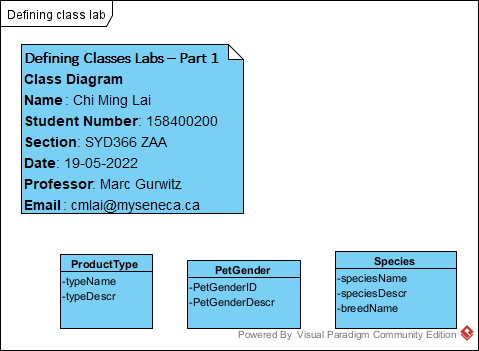 Defining class lab
Defining Classes Labs – Part 1
Class Diagram
Name : Chi Ming Lai
Student Number: 158400200
Section: SYD366 ZAA
Date: 19-05-2022
Professor: Marc Gurwitz
Email : cmlai@myseneca.ca
ProductType
-typeName
-typeDescr
PetGender
-PetGenderID
-PetGenderDescr
Species
-speciesName
-speciesDescr
-breedName
Powered By Visual Paradigm Community Edition